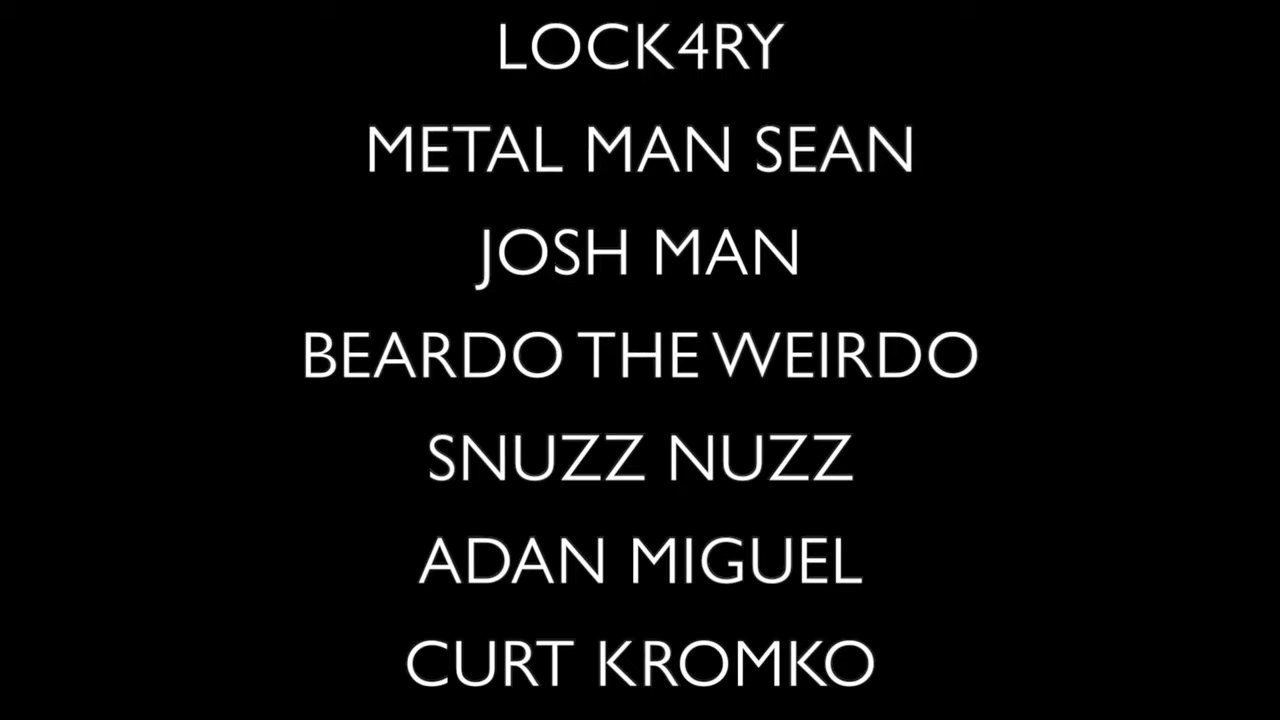 LOCK4RY
METAL MAN SEAN
JOSH MAN
BEARDO THE WEIRDO
SNUZZ NUZZ
ADAN MIGUEL
CURT KROMKO